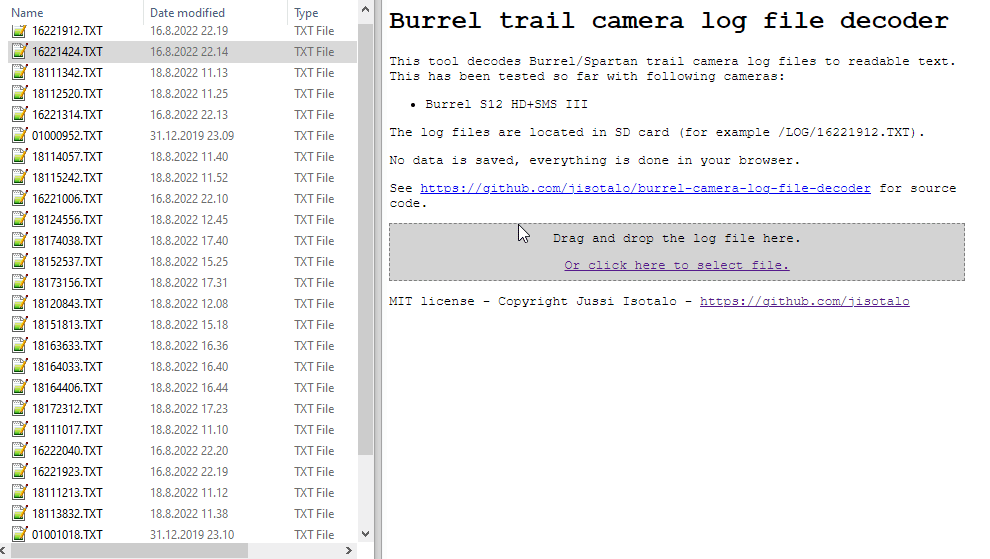 Name Date modified Type
16221912.TXT 16.8.2022 22.19 TXT File
16221424.TXT 16.8.2022 22.14 TXT File
18111342.TXT 18.8.2022 11.13 TXT File
18112520.TXT 18.8.2022 11.25 TXT File
16221314.TXT 16.8.2022 22.13 TXT File
01000952.TXT 31.12.2019 23.09 TXT File
18114057.TXT 18.8.2022 11.40 TXT File
18115242.TXT 18.8.2022 11.52 TXT File
16221006.TXT 16.8.2022 22.10 TXT File
18124556.TXT 18.8.2022 12.45 TXT File
18174038.TXT 18.8.2022 17.40 TXT File
18152537.TXT 18.8.2022 15.25 TXT File
18173156.TXT 18.8.2022 17.31 TXT File
18120843.TXT 18.8.2022 12.08 TXT File
18151813.TXT 18.8.2022 15.18 TXT File
18163633.TXT 18.8.2022 16.36 TXT File
18164033.TXT 18.8.2022 16.40 TXT File
18164406.TXT 18.8.2022 16.44 TXT File
18172312.TXT 18.8.2022 17.23 TXT File
18111017.TXT 18.8.2022 11.10 TXT File
16222040.TXT 16.8.2022 22.20 TXT File
16221923.TXT 16.8.2022 22.19 TXT File
18111213.TXT 18.8.2022 11.12 TXT File
18113832.TXT 18.8.2022 11.38 TXT File
01001018.TXT 31.12.2019 23.10 TXT File
Burrel trail camera log file decoder
This tool decodes Burrel/Spartan trail camera log files to readable text.
This has been tested so far with following cameras:
• Burrel S12 HD+SMS III
The log files are located in SD card (for example /LOG/16221912.TXT).
No data is saved, everything is done in your browser.
See https://github.com/jisotalo/burrel-camera-log-file-decoder for source
code.
Drag and drop the log file here.
Or click here to select file.
MIT license - Copyright Jussi Isotalo - https://github.com/jisotalo